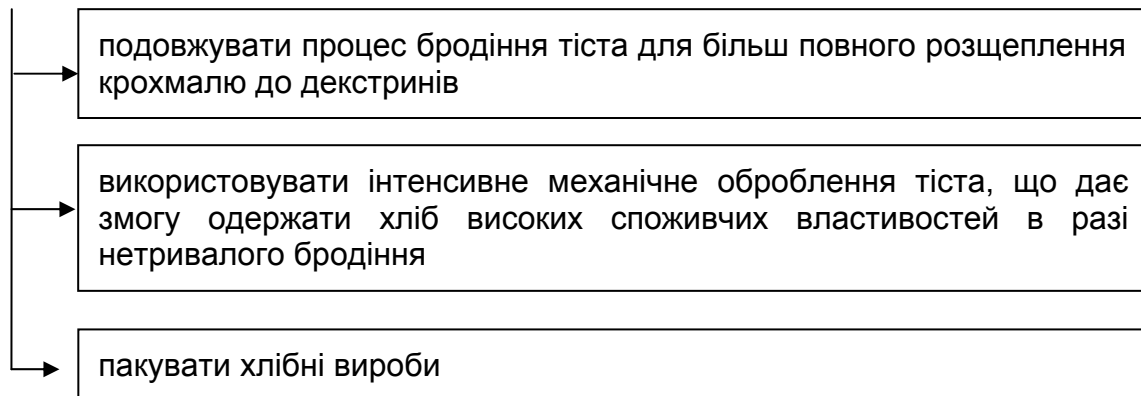 подовжувати процес бродіння тіста для більш повного розщеплення
крохмалю до декстринів
використовувати інтенсивне механічне оброблення тіста, що дає
змогу одержати хліб високих споживчих властивостей в разі
нетривалого бродіння
пакувати хлібні вироби